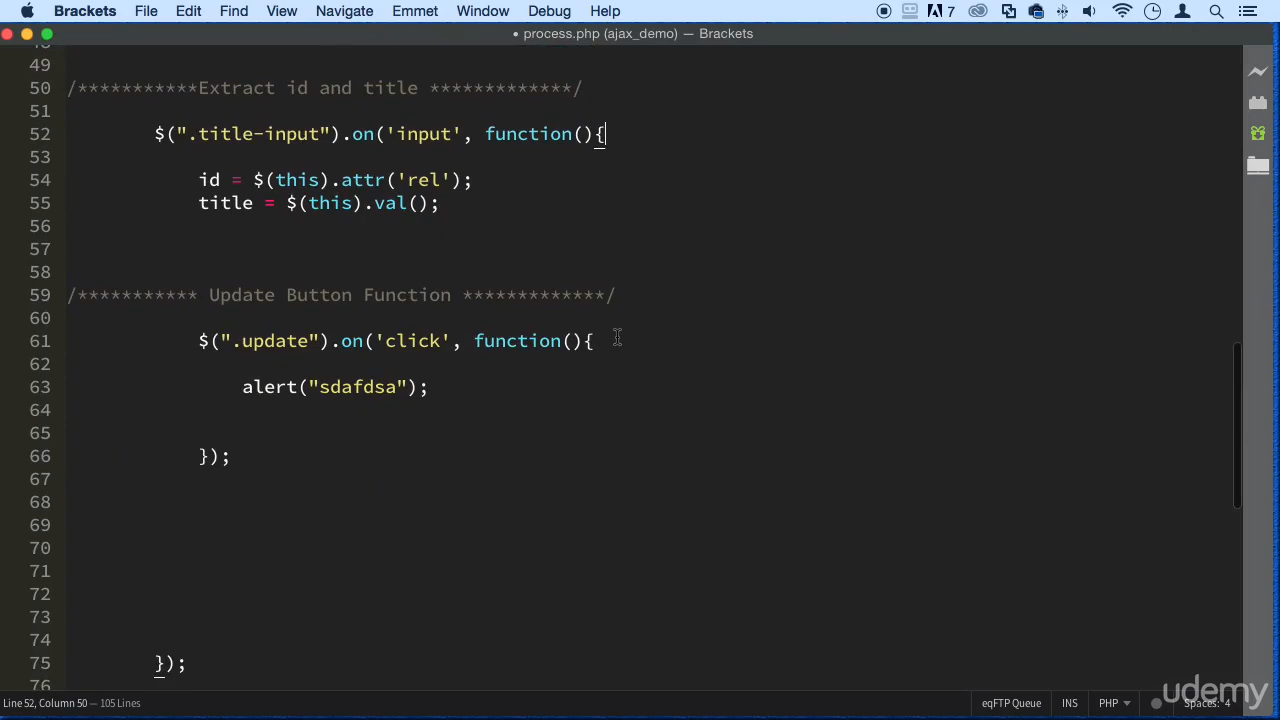 Brackets File Edit Find View Navigate Emmet Window Debug Help 7
• process.php (ajax_demo) — Brackets
49
50 /***********Extract id and title *************/
51
52 $(".title-input").on('input', function(){
53
54 id = $(this).attr('rel');
55 title = $(this).val();
56
57
58
59 /*********** Update Button Function *************/
60
61 $(".update").on('click', function(){
62
63 alert("sdafdsa");
64
65
66 });
67
68
69
70
71
72
73
74
75 });
76
Line 52, Column 50 — 105 Lines eqFTP Queue INS PHP Spaces: 4
udemy